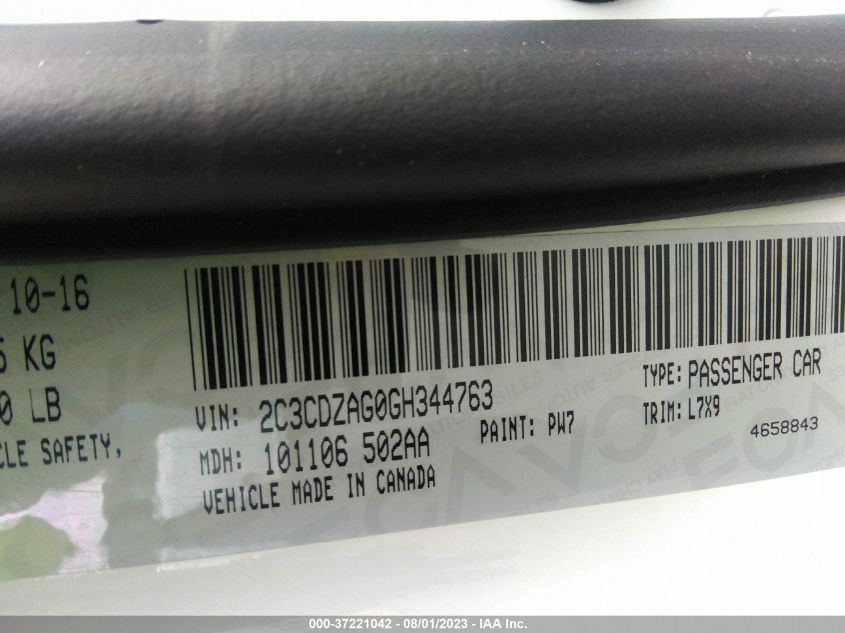 10-16
KG
LB
CLE SAFETY,
VIN: 2C3CDZAG0GH344763
TYPE: PASSENGER CAR
MDH: 101106 502AA
PAINT: PW7
TRIM: L7X9
4658843
VEHICLE MADE IN CANADA
000-37221042 - 08/01/2023 - IAA Inc.